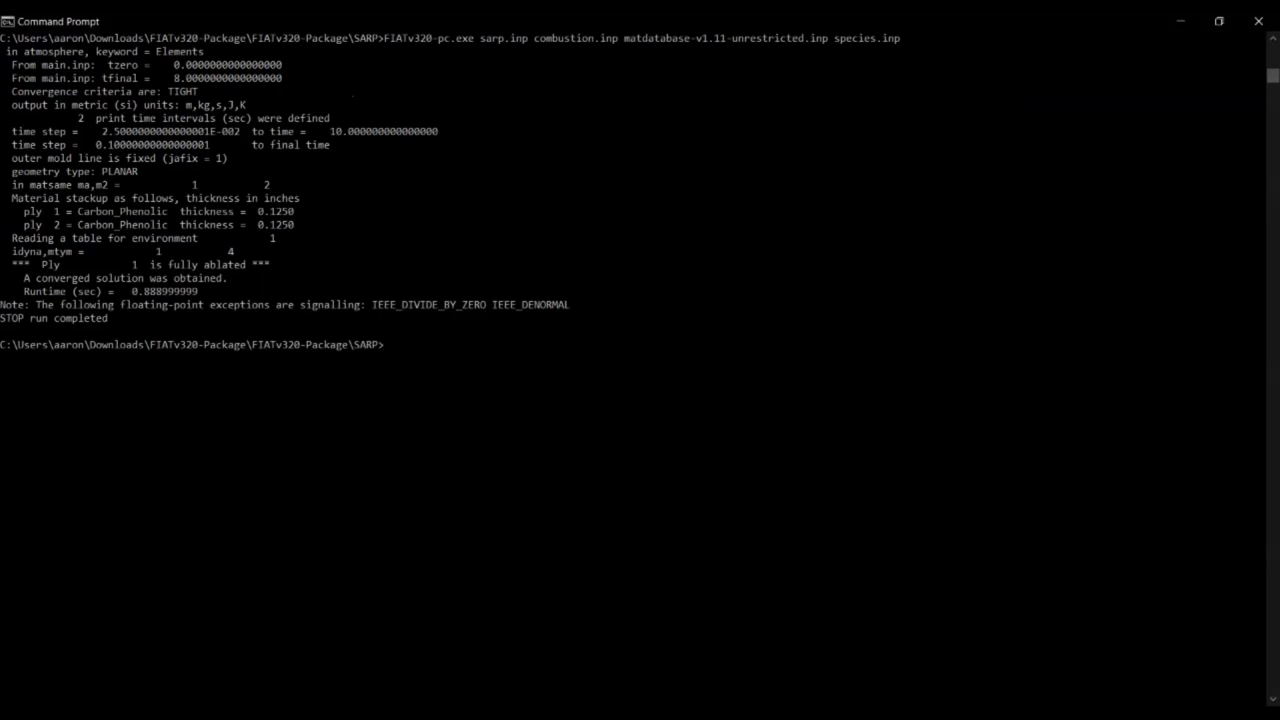 Command Prompt
C:\Users\aaron\Downloads\FIATv320-Package\FIATv320-Package\SARP>FIATv320-pc.exe sarp.inp combustion.inp matdatabase-v1.11-unrestricted.inp species.inp
in atmosphere, keyword = Elements
From main.inp: tzero = 0.0000000000000000
From main.inp: tfinal = 8.0000000000000000
Convergence criteria are: TIGHT
output in metric (si) units: m,kg,s,J,K
2 print time intervals (sec) were defined
time step = 2.5000000000000001E-002 to time = 10.000000000000000
time step = 0.10000000000000001 to final time
outer mold line is fixed (jafix = 1)
geometry type: PLANAR
in matsame ma,m2 = 1 2
Material stackup as follows, thickness in inches
ply 1 = Carbon_Phenolic thickness = 0.1250
ply 2 = Carbon_Phenolic thickness = 0.1250
Reading a table for environment 1
idyna,mtym = 1 4
*** Ply 1 is fully ablated ***
A converged solution was obtained.
Runtime (sec) = 0.888999999
Note: The following floating-point exceptions are signalling: IEEE_DIVIDE_BY_ZERO IEEE_DENORMAL
STOP run completed
C:\Users\aaron\Downloads\FIATv320-Package\FIATv320-Package\SARP>